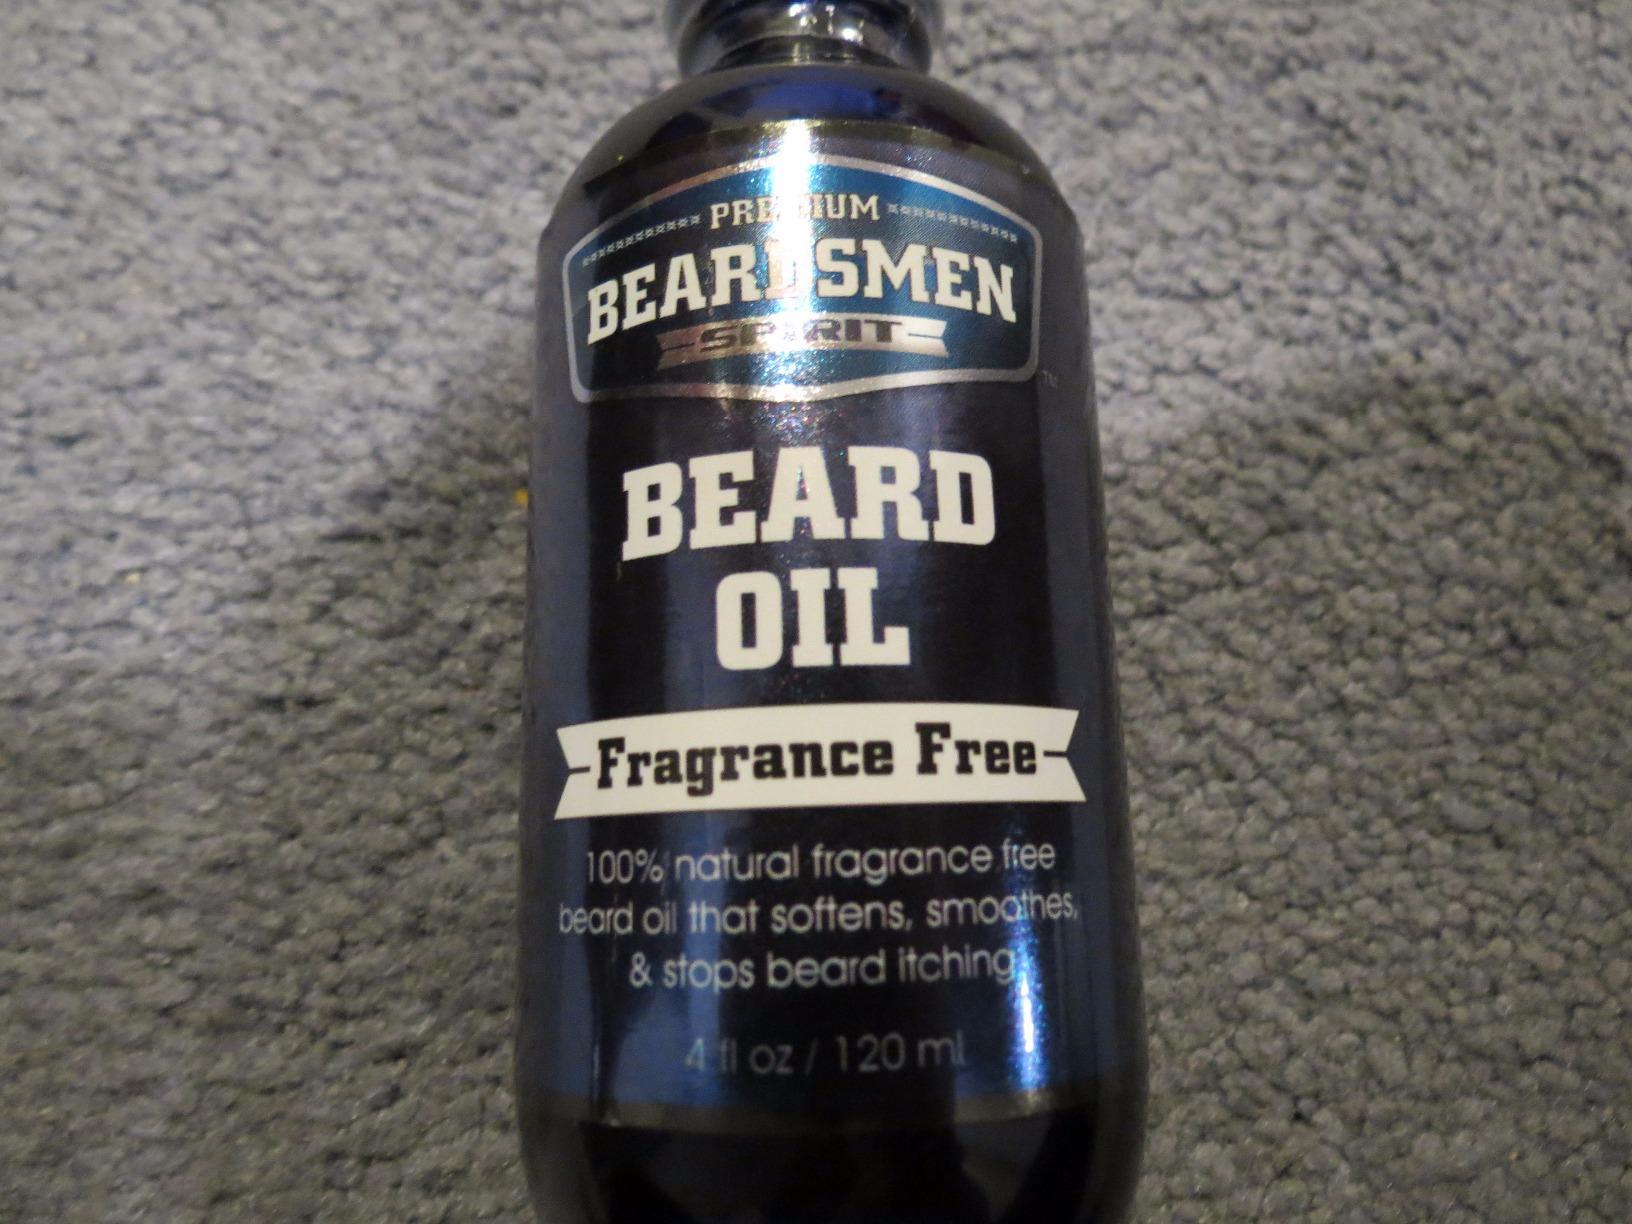 PREMIUM
BEARDSMEN
SPIRIT
TM
BEARD
OIL
Fragrance Free
100% natural fragrance free
beard oil that softens, smoothes,
& stops beard itching
4 fl oz / 120 ml